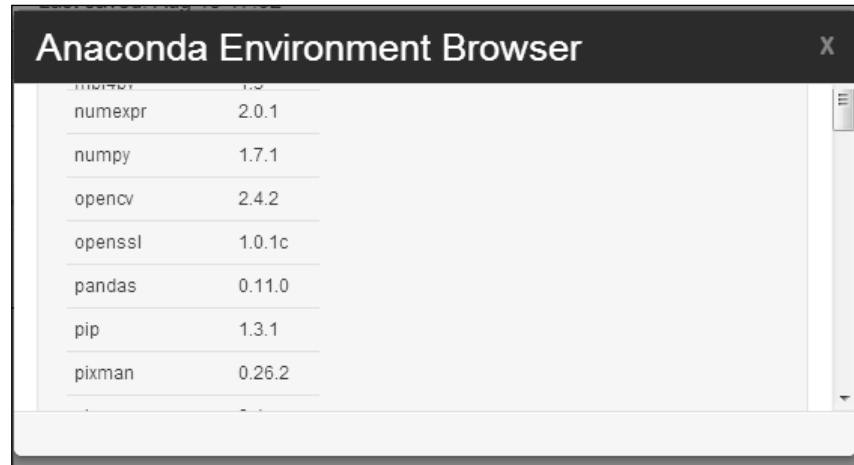 Anaconda Environment Browser X
numexpr 2.0.1
numpy 1.7.1
opencv 2.4.2
openssl 1.0.1c
pandas 0.11.0
pip 1.3.1
pixman 0.26.2